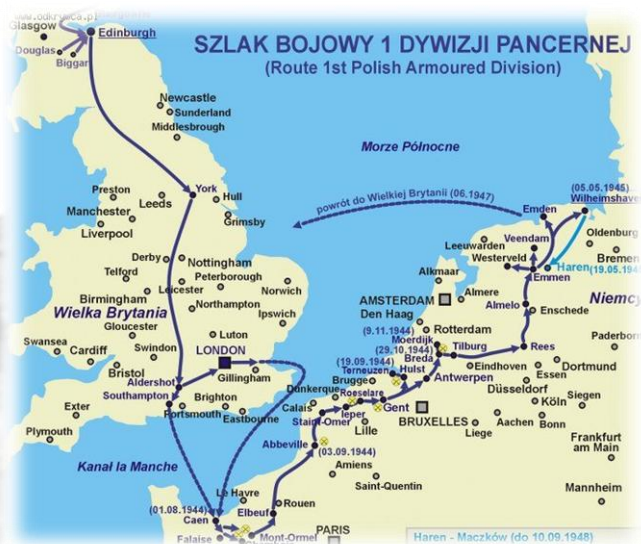 www.odkrywca.pl
Glasgow
Edinburgh
Douglas
Biggar
SZLAK BOJOWY 1 DYWIZJI PANCERNEJ
(Route 1st Polish Armoured Division)
Newcastle
Sunderland
Middlesbrough
Morze Północne
York
Preston
Leeds
Hull
Manchester
Grimsby
Liverpool
powrót do Wielkiej Brytanii (06.1947)
(05.05.1945)
Wilhelmshaven
Emden
Oldenburg
Veendam
Leeuwarden
Westerveld
Bremen
Haren (19.05.1945)
Emmen
Derby
Nottingham
Telford
Peterborough
Leicester
Norwich
Birmingham
Northampton
Ipswich
Wielka Brytania
Gloucester
Luton
Swansea
Cardiff
Swindon
LONDON
Bristol
Gillingham
Aldershot
Southampton
Brighton
Portsmouth
Eastbourne
Exter
Plymouth
Alkmaar
Almere
AMSTERDAM
Almelo
Niemcy
Den Haag
Enschede
(9.11.1944)
Rotterdam
Moerdijk
(29.10.1944)
Breda
Tilburg
Rees
Paderborn
(19.09.1944)
Terneuzen
Hulst
Eindhoven
Dortmund
Essen
Brugge
Antwerpen
Düsseldorf
Dunkerque
Roeselare
Calais
Gent
Köln
Siegen
Ieper
Saint-Omer
BRUXELLES
Aachen
Bonn
Lille
Liege
Abbeville
(03.09.1944)
Frankfurt
am Main
Kanał la Manche
Amiens
Saint-Quentin
Mannheim
Le Havre
(01.08.1944)
Rouen
Caen
Elbeuf
Falaise
Mont-Ormel
PARIS
Haren - Maczków (do 10.09.1948)